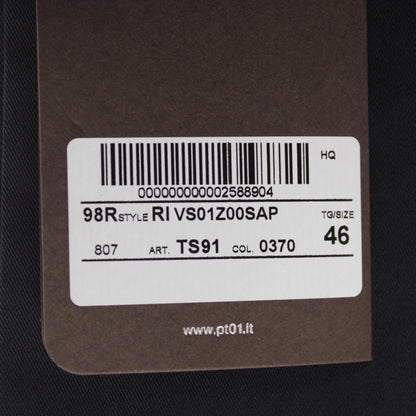 HQ
000000000002588904
98R STYLE RI VS01Z00SAP TG/SIZE
807 ART. TS91 COL. 0370 46
www.pt01.it